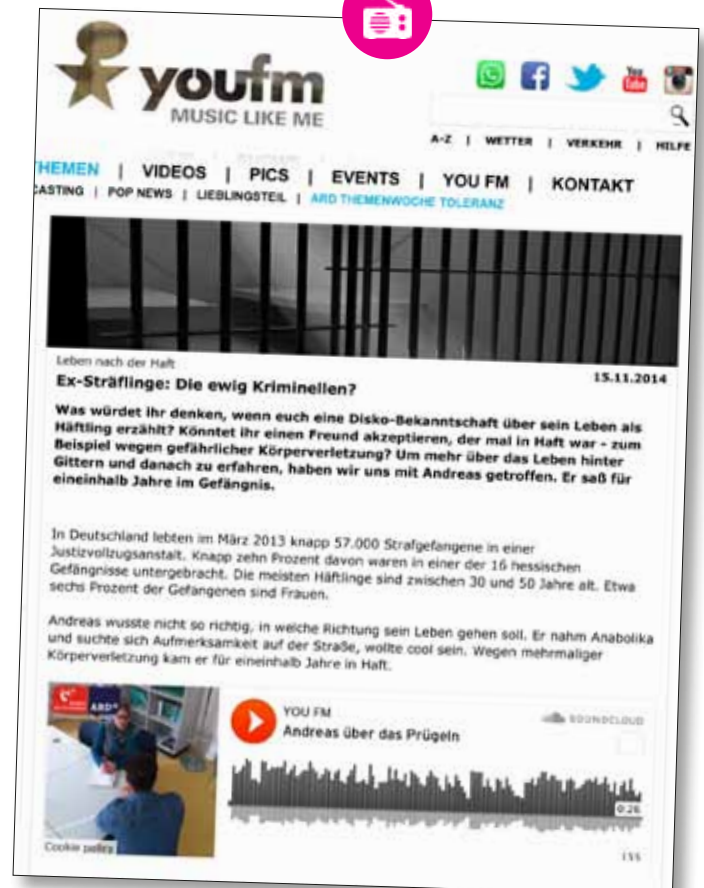 youfm
MUSIC LIKE ME
You
Tube
A-Z | WETTER | VERKEHR | HILFE
HEMEN | VIDEOS | PICS | EVENTS | YOU FM | KONTAKT
CASTING | POP NEWS | LIEBLINGSTEIL | ARD THEMENWOCHE TOLERANZ
Leben nach der Haft
15.11.2014
Ex-Sträflinge: Die ewig Kriminellen?
Was würdet ihr denken, wenn euch eine Disko-Bekanntschaft über sein Leben als
Häftling erzählt? Könntet ihr einen Freund akzeptieren, der mal in Haft war - zum
Beispiel wegen gefährlicher Körperverletzung? Um mehr über das Leben hinter
Gittern und danach zu erfahren, haben wir uns mit Andreas getroffen. Er saß für
eineinhalb Jahre im Gefängnis.
In Deutschland lebten im März 2013 knapp 57.000 Strafgefangene in einer
Justizvollzugsanstalt. Knapp zehn Prozent davon waren in einer der 16 hessischen
Gefängnisse untergebracht. Die meisten Häftlinge sind zwischen 30 und 50 Jahre alt. Etwa
sechs Prozent der Gefangenen sind Frauen.
Andreas wusste nicht so richtig, in welche Richtung sein Leben gehen soll. Er nahm Anabolika
und suchte sich Aufmerksamkeit auf der Straße, wollte cool sein. Wegen mehrmaliger
Körperverletzung kam er für eineinhalb Jahre in Haft.
ARD
YOU FM
SOUNDCLOUD
Andreas über das Prügeln
0:26
Cookie policy
155